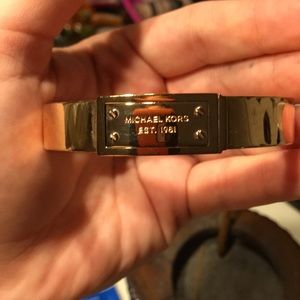 MICHAEL KORS
EST. 1981